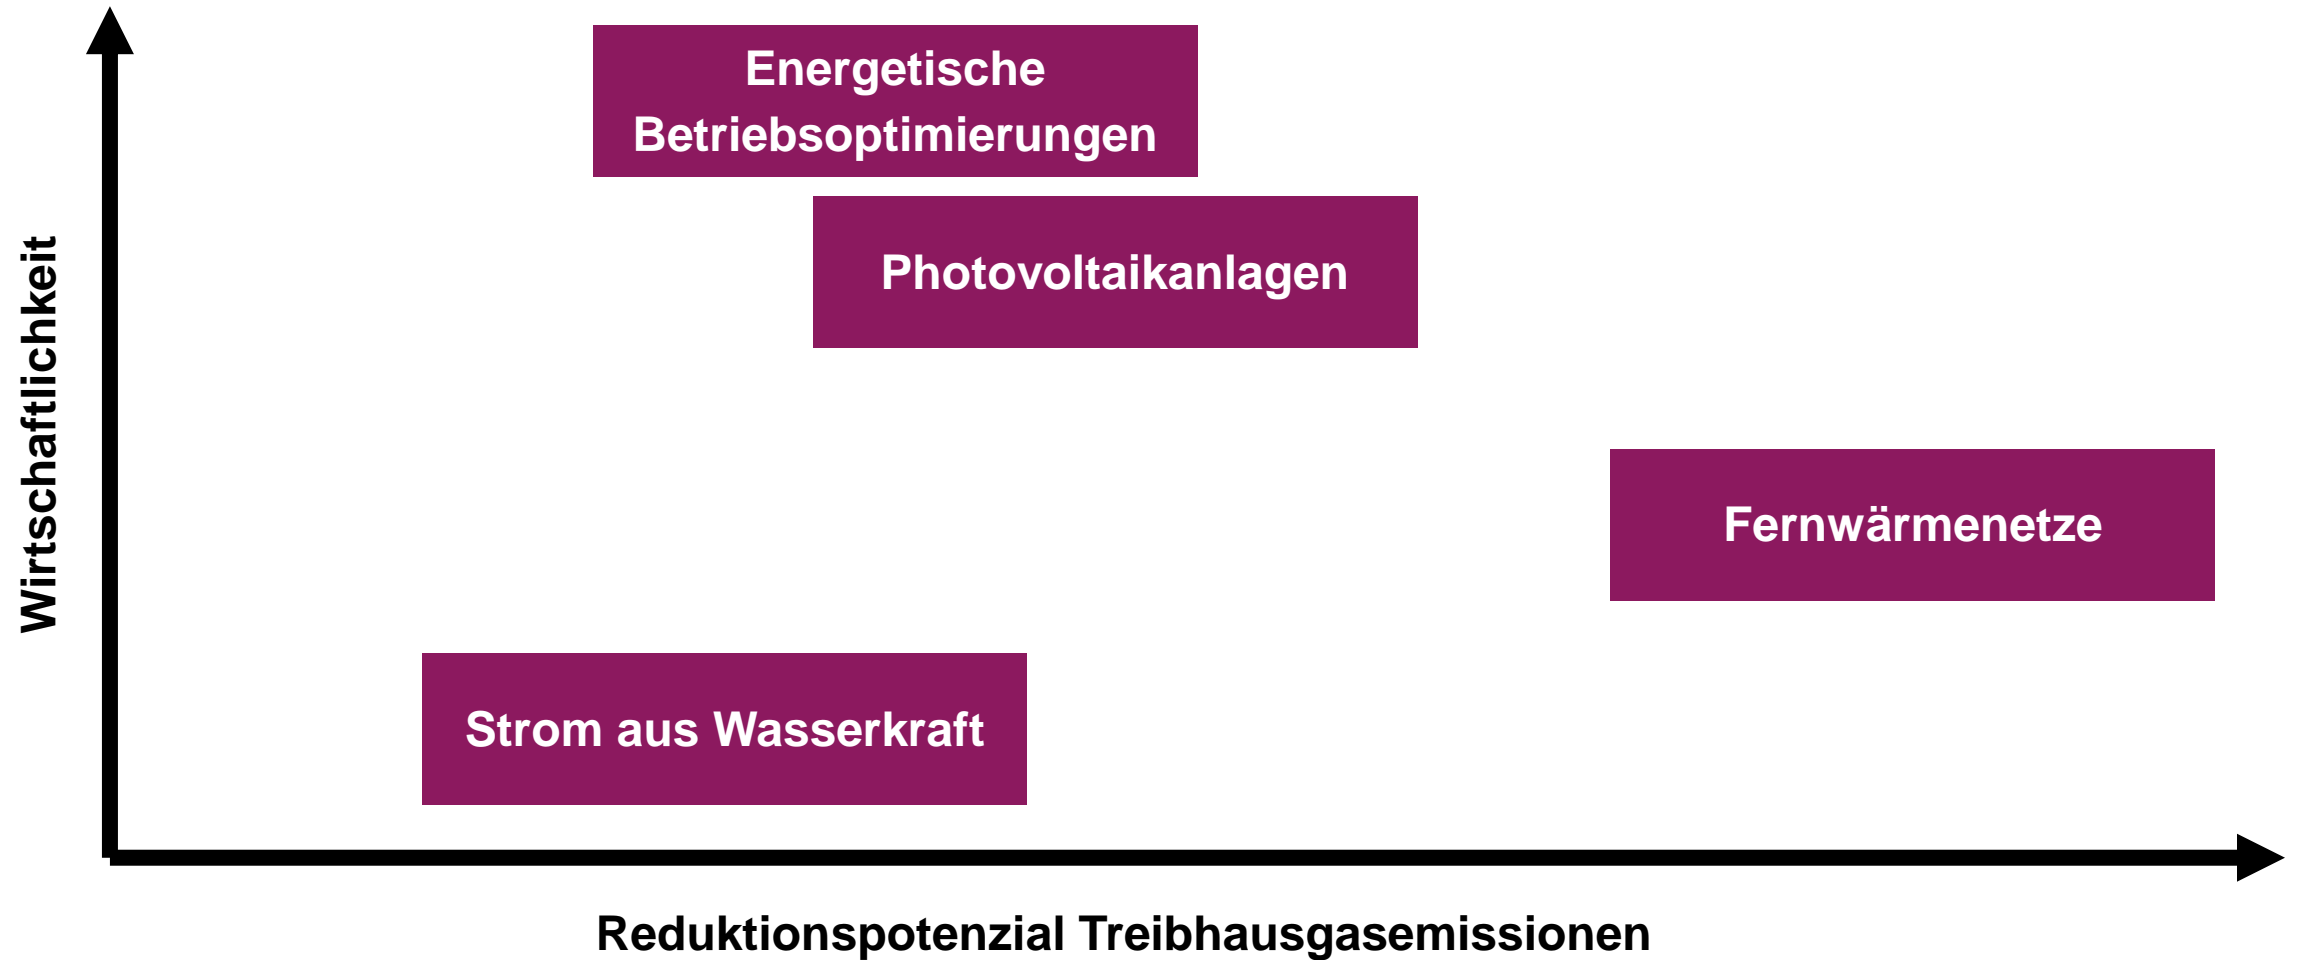 Energetische
Betriebsoptimierungen
Photovoltaikanlagen
Wirtschaftlichkeit
Fernwärmenetze
Strom aus Wasserkraft
Reduktionspotenzial Treibhausgasemissionen